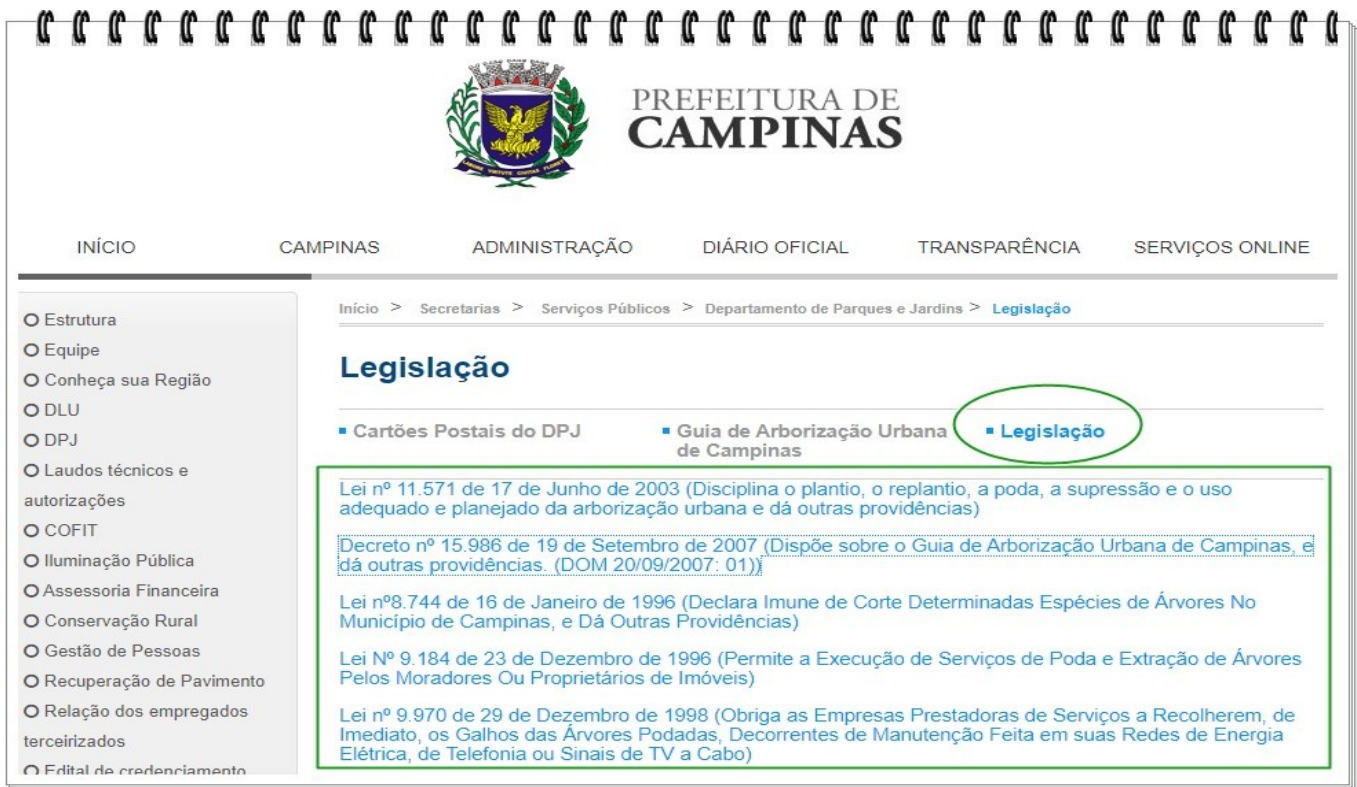 PREFEITURA DE
CAMPINAS
LABORE VIRTUTE CIVITAS FLORET
INÍCIO CAMPINAS ADMINISTRAÇÃO DIÁRIO OFICIAL TRANSPARÊNCIA SERVIÇOS ONLINE
Estrutura
Equipe
Conheça sua Região
DLU
DPJ
Laudos técnicos e
autorizações
COFIT
Iluminação Pública
Assessoria Financeira
Conservação Rural
Gestão de Pessoas
Recuperação de Pavimento
Relação dos empregados
terceirizados
Edital de credenciamento
Início > Secretarias > Serviços Públicos > Departamento de Parques e Jardins > Legislação
Legislação
Cartões Postais do DPJ
Guia de Arborização Urbana
de Campinas
Legislação
Lei nº 11.571 de 17 de Junho de 2003 (Disciplina o plantio, o replantio, a poda, a supressão e o uso
adequado e planejado da arborização urbana e dá outras providências)
Decreto nº 15.986 de 19 de Setembro de 2007 (Dispõe sobre o Guia de Arborização Urbana de Campinas, e
dá outras providências. (DOM 20/09/2007: 01))
Lei nº8.744 de 16 de Janeiro de 1996 (Declara Imune de Corte Determinadas Espécies de Árvores No
Município de Campinas, e Dá Outras Providências)
Lei Nº 9.184 de 23 de Dezembro de 1996 (Permite a Execução de Serviços de Poda e Extração de Árvores
Pelos Moradores Ou Proprietários de Imóveis)
Lei nº 9.970 de 29 de Dezembro de 1998 (Obriga as Empresas Prestadoras de Serviços a Recolherem, de
Imediato, os Galhos das Árvores Podadas, Decorrentes de Manutenção Feita em suas Redes de Energia
Elétrica, de Telefonia ou Sinais de TV a Cabo)